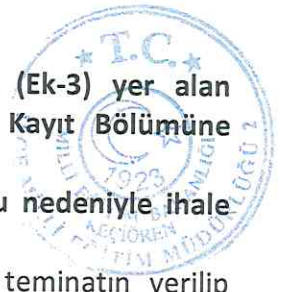 T.C.
(Ek-3) yer alan
Kayıt Bölümüne
1923
nedeniyle ihale
KEÇİÖREN
teminatın verilip